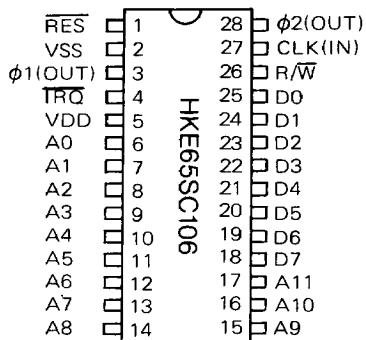 R̅E̅S̅ 1 28 ϕ2(OUT)
VSS 2 27 CLK(IN)
ϕ1(OUT) 3 26 R/W̅
I̅R̅Q̅ 4 25 D0
VDD 5 24 D1
A0 6 23 D2
A1 7 22 D3
A2 8 21 D4
A3 9 20 D5
A4 10 19 D6
A5 11 18 D7
A6 12 17 A11
A7 13 16 A10
A8 14 15 A9
HKE65SC106